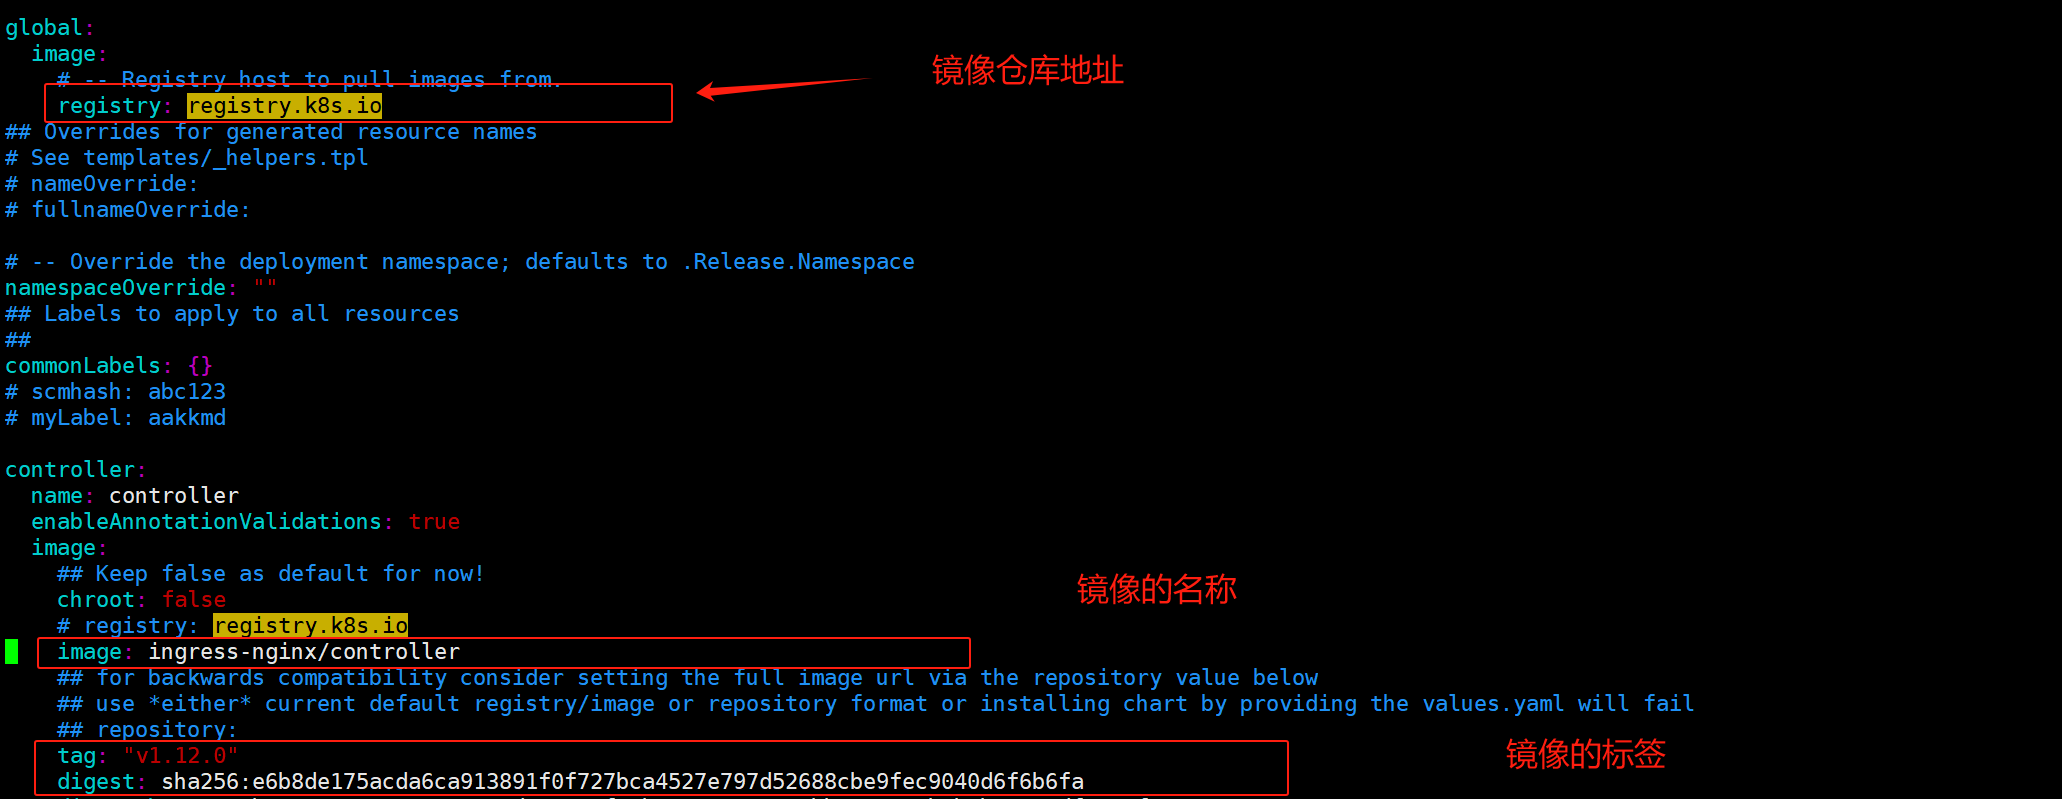 global:
image:
# -- Registry host to pull images from.
镜像仓库地址
registry: registry.k8s.io
## Overrides for generated resource names
# See templates/_helpers.tpl
# nameOverride:
# fullnameOverride:
# -- Override the deployment namespace; defaults to .Release.Namespace
namespaceOverride: ""
## Labels to apply to all resources
##
commonLabels: {}
# scmhash: abc123
# myLabel: aakkmd
controller:
name: controller
enableAnnotationValidations: true
image:
## Keep false as default for now!
镜像的名称
chroot: false
# registry: registry.k8s.io
image: ingress-nginx/controller
## for backwards compatibility consider setting the full image url via the repository value below
## use *either* current default registry/image or repository format or installing chart by providing the values.yaml will fail
## repository:
tag: "v1.12.0"
镜像的标签
digest: sha256:e6b8de175acda6ca913891f0f727bca4527e797d52688cbe9fec9040d6f6b6fa